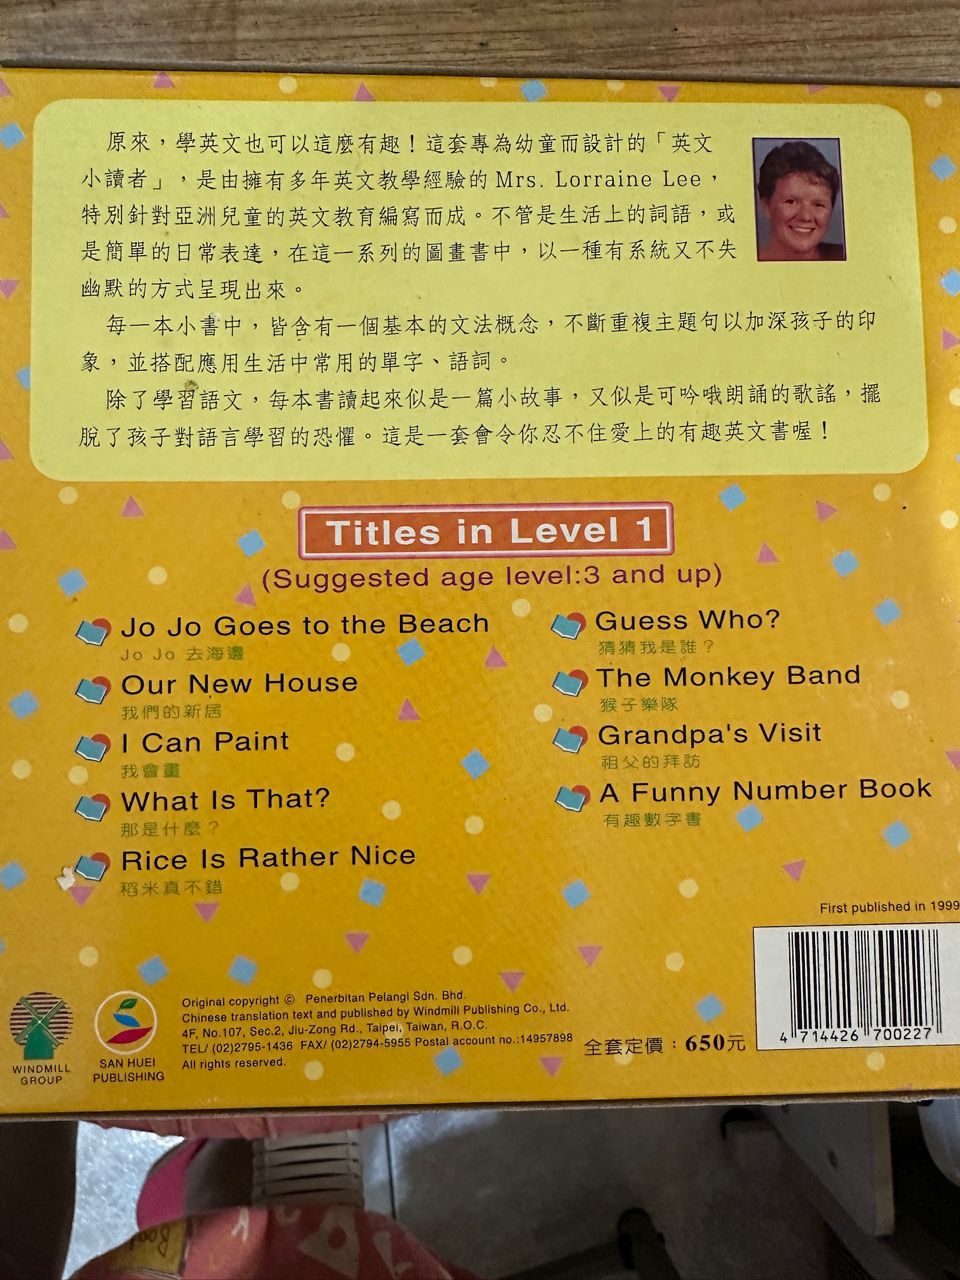 原來，學英文也可以這麼有趣！這套專為幼童而設計的「英文
小讀者」，是由擁有多年英文教學經驗的 Mrs. Lorraine Lee，
特別針對亞洲兒童的英文教育編寫而成。不管是生活上的詞語，或
是簡單的日常表達，在這一系列的圖畫書中，以一種有系統又不失
幽默的方式呈現出來。
每一本小書中，皆含有一個基本的文法概念，不斷重複主題句以加深孩子的印
象，並搭配應用生活中常用的單字、語詞。
除了學習語文，每本書讀起來似是一篇小故事，又似是可吟哦朗誦的歌謠，擺
脫了孩子對語言學習的恐懼。這是一套會令你忍不住愛上的有趣英文書喔！
Titles in Level 1
(Suggested age level:3 and up)
Jo Jo Goes to the Beach
Jo Jo 去海邊
Our New House
我們的新居
I Can Paint
我會畫
What Is That?
那是什麼？
Rice Is Rather Nice
稻米真不錯
Guess Who?
猜猜我是誰？
The Monkey Band
猴子樂隊
Grandpa's Visit
祖父的拜訪
A Funny Number Book
有趣數字書
First published in 1999
WINDMILL
GROUP
SAN HUEI
PUBLISHING
Original copyright © Penerbitan Pelangi Sdn. Bhd.
Chinese translation text and published by Windmill Publishing Co., Ltd.
4F, No.107, Sec.2, Jiu-Zong Rd., Taipei, Taiwan, R.O.C.
TEL/ (02)2795-1436 FAX/ (02)2794-5955 Postal account no.:14957898
All rights reserved.
全套定價：650元
4 714426 700227